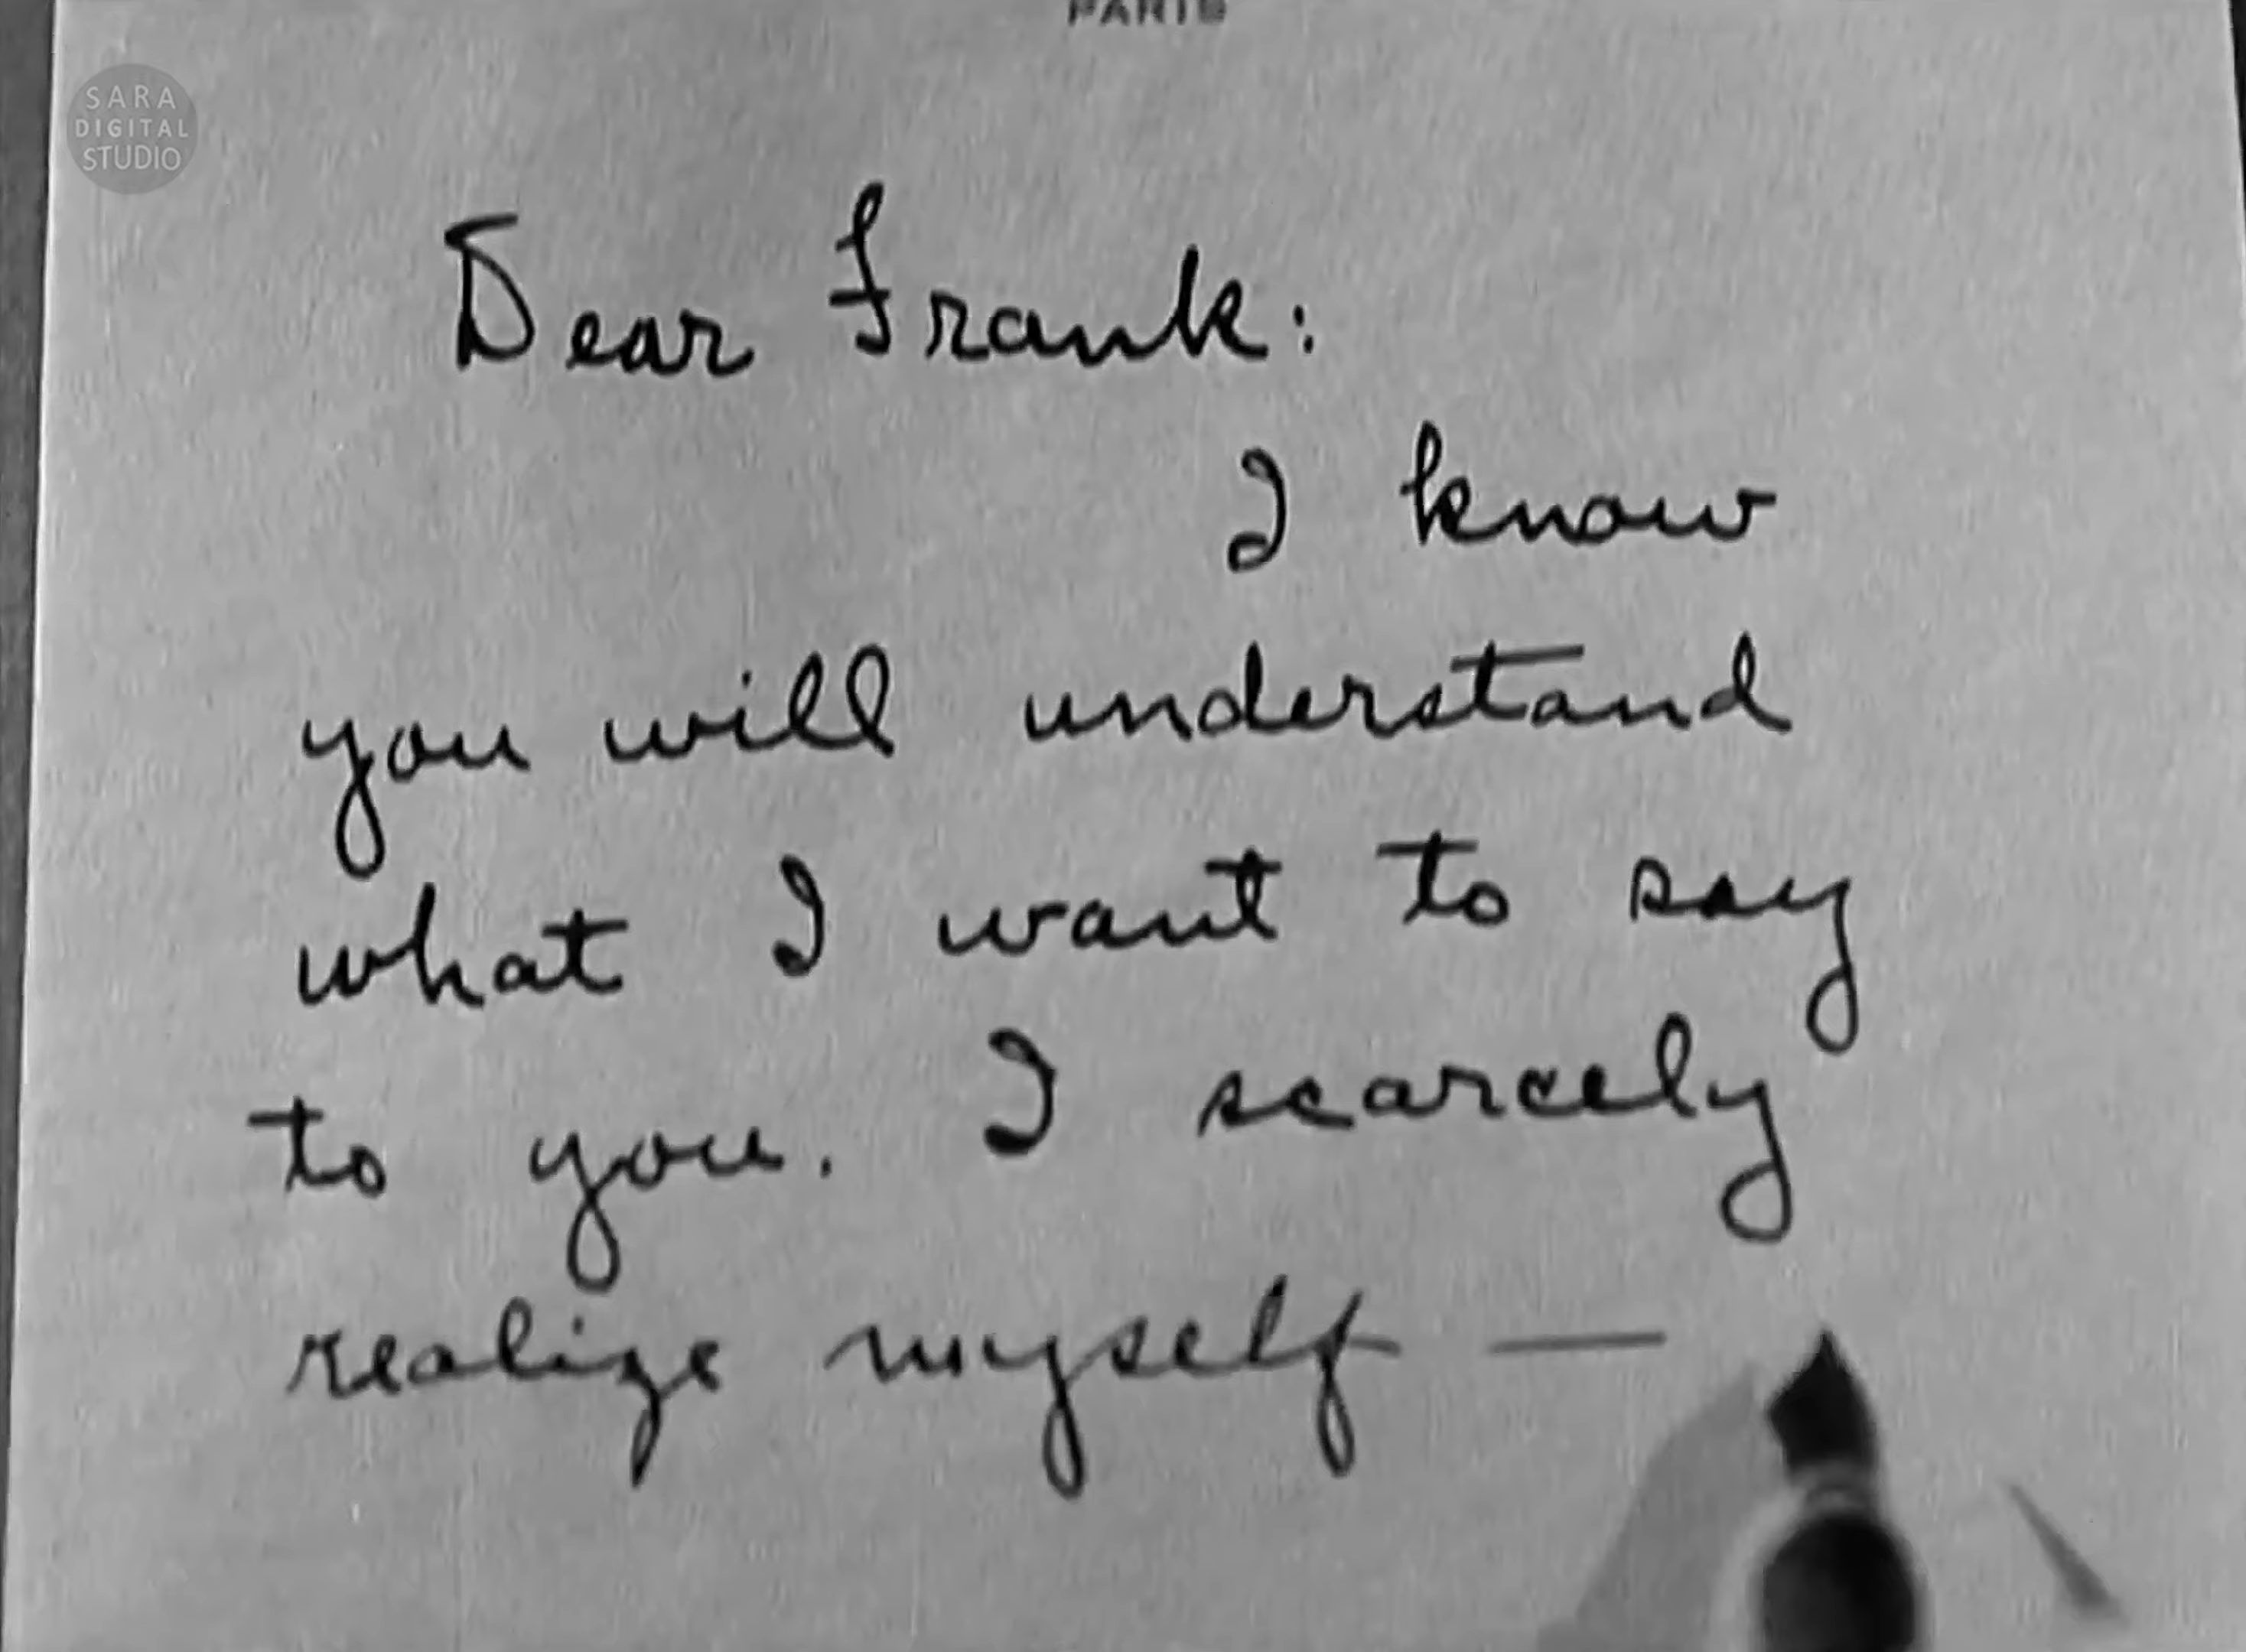 PARIS
SARA
DIGITAL
STUDIO
Dear Frank:
I know
you will understand
what I want to say
to you. I scarcely
realize myself —